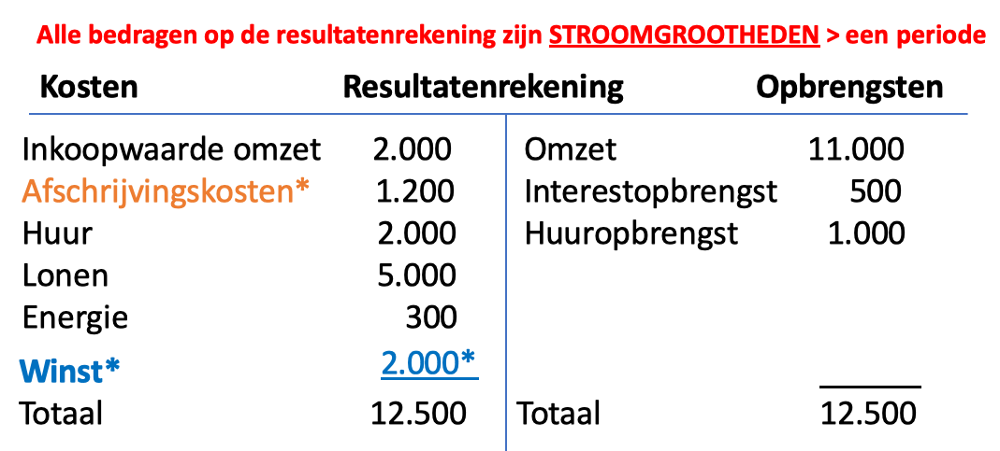 Alle bedragen op de resultatenrekening zijn STROOMGROOTHEDEN > een periode
Kosten Resultatenrekening Opbrengsten
Inkoopwaarde omzet 2.000 Omzet 11.000
Afschrijvingskosten* 1.200 Interestopbrengst 500
Huur 2.000 Huuropbrengst 1.000
Lonen 5.000
Energie 300
Winst* 2.000*
Totaal 12.500 Totaal 12.500